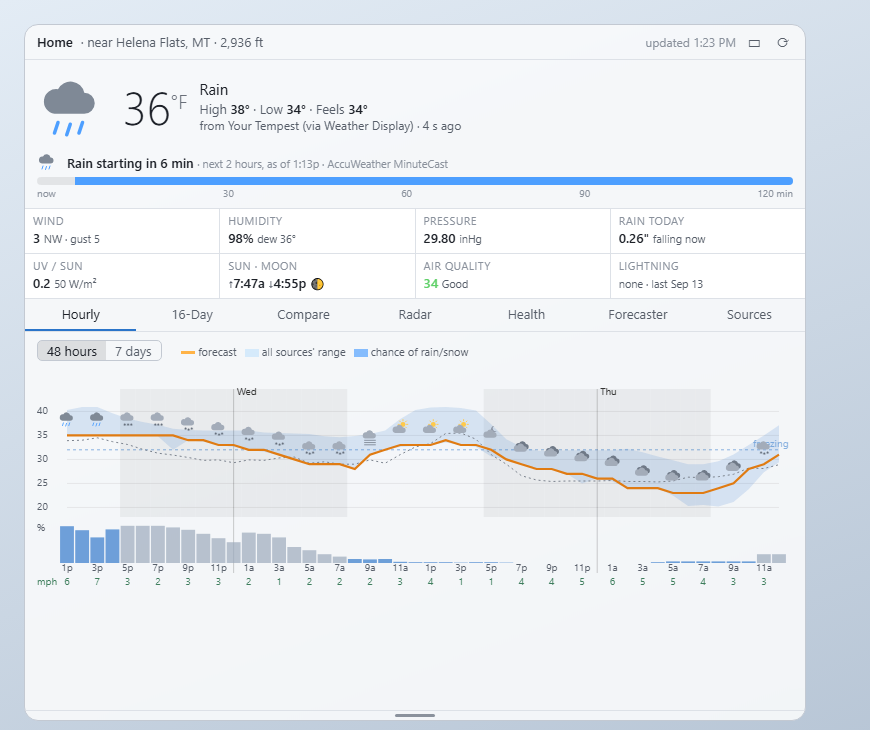 Home · near Helena Flats, MT · 2,936 ft
updated 1:23 PM
36°F
Rain
High 38° · Low 34° · Feels 34°
from Your Tempest (via Weather Display) · 4 s ago
Rain starting in 6 min · next 2 hours, as of 1:13p · AccuWeather MinuteCast
now 30 60 90 120 min
WIND
3 NW · gust 5
HUMIDITY
98% dew 36°
PRESSURE
29.80 inHg
RAIN TODAY
0.26" falling now
UV / SUN
0.2 50 W/m²
SUN · MOON
↑7:47a ↓4:55p
AIR QUALITY
34 Good
LIGHTNING
none · last Sep 13
Hourly 16-Day Compare Radar Health Forecaster Sources
48 hours 7 days forecast all sources' range chance of rain/snow
Wed Thu
40
35
freezing
30
25
20
%
1p 3p 5p 7p 9p 11p 1a 3a 5a 7a 9a 11a 1p 3p 5p 7p 9p 11p 1a 3a 5a 7a 9a 11a
mph 6 7 3 2 3 3 2 1 2 2 2 3 4 1 1 4 4 5 6 5 5 4 3 3